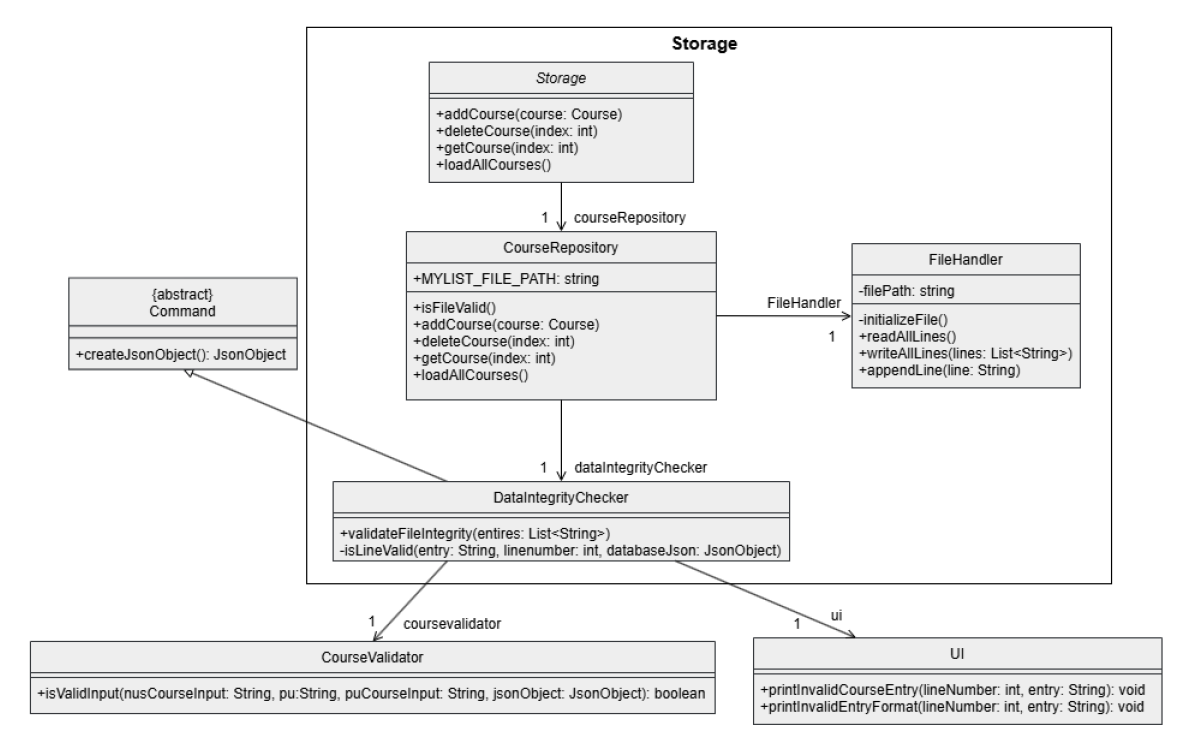 Storage
Storage
+addCourse(course: Course)
+deleteCourse(index: int)
+getCourse(index: int)
+loadAllCourses()
1 courseRepository
CourseRepository
+MYLIST_FILE_PATH: string
+isFileValid()
+addCourse(course: Course)
+deleteCourse(index: int)
+getCourse(index: int)
+loadAllCourses()
FileHandler
1
FileHandler
-filePath: string
-initializeFile()
+readAllLines()
+writeAllLines(lines: List<String>)
+appendLine(line: String)
{abstract}
Command
+createJsonObject(): JsonObject
1 dataIntegrityChecker
DataIntegrityChecker
+validateFileIntegrity(entires: List<String>)
-isLineValid(entry: String, linenumber: int, databaseJson: JsonObject)
1 coursevalidator
1 ui
CourseValidator
+isValidInput(nusCourseInput: String, pu:String, puCourseInput: String, jsonObject: JsonObject): boolean
UI
+printInvalidCourseEntry(lineNumber: int, entry: String): void
+printInvalidEntryFormat(lineNumber: int, entry: String): void